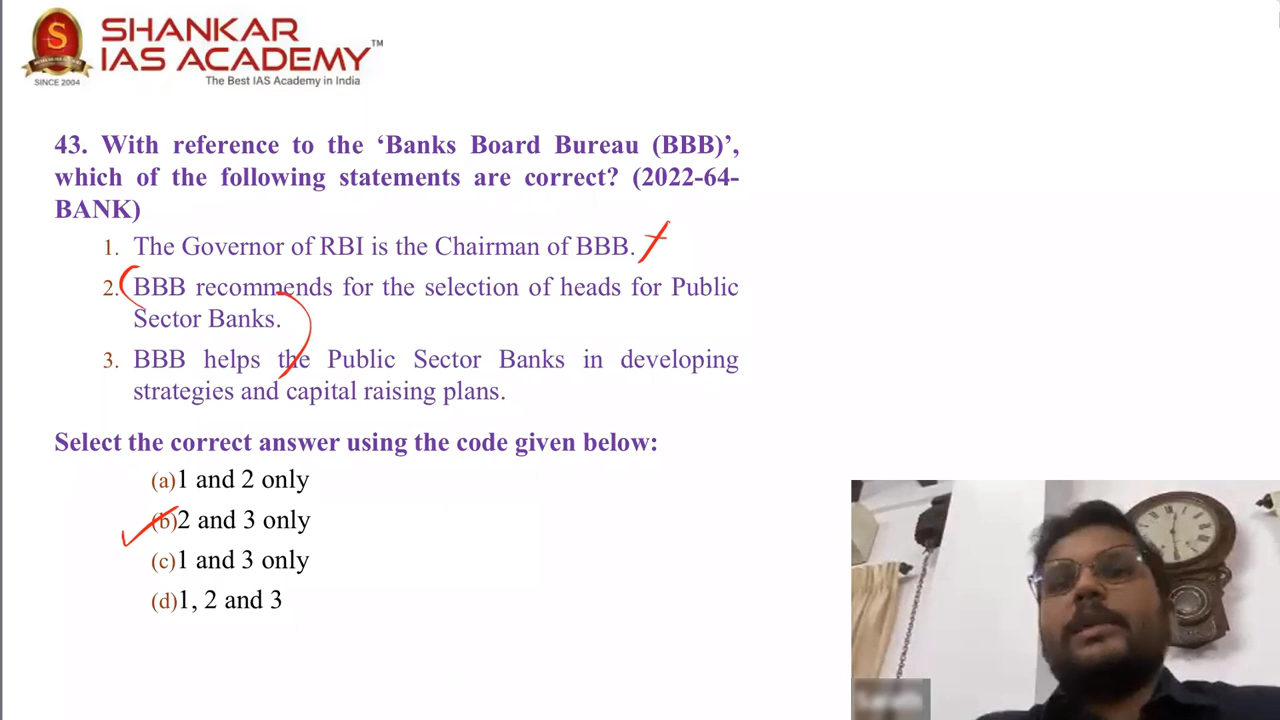 SHANKAR
IAS ACADEMY™
The Best IAS Academy in India
S
SINCE 2004
43. With reference to the ‘Banks Board Bureau (BBB)’,
which of the following statements are correct? (2022-64-
BANK)
1. The Governor of RBI is the Chairman of BBB.
2. BBB recommends for the selection of heads for Public
Sector Banks.
3. BBB helps the Public Sector Banks in developing
strategies and capital raising plans.
Select the correct answer using the code given below:
(a) 1 and 2 only
(b) 2 and 3 only
(c) 1 and 3 only
(d) 1, 2 and 3